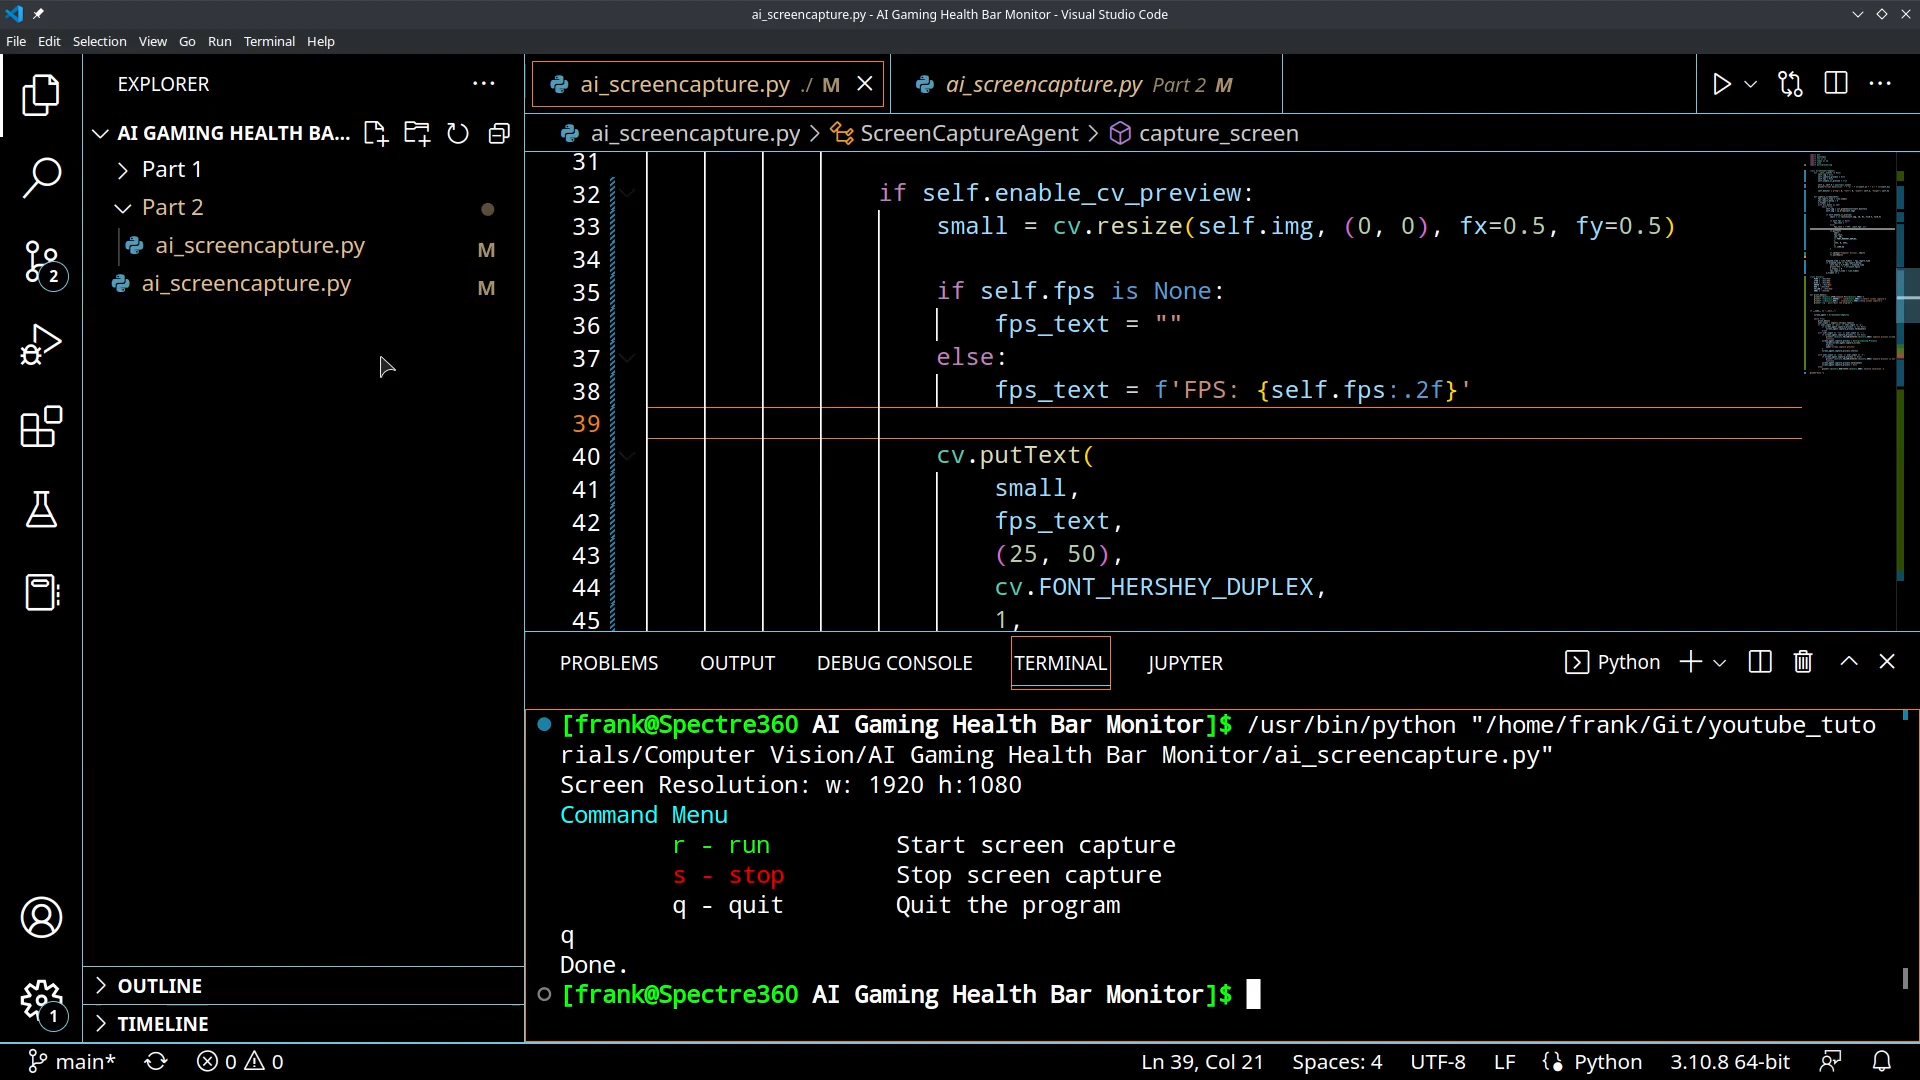 ai_screencapture.py - AI Gaming Health Bar Monitor - Visual Studio Code
File Edit Selection View Go Run Terminal Help
EXPLORER
AI GAMING HEALTH BA...
Part 1
Part 2
ai_screencapture.py M
ai_screencapture.py M
2
OUTLINE
TIMELINE
1
ai_screencapture.py ./ M
ai_screencapture.py Part 2 M
ai_screencapture.py > ScreenCaptureAgent > capture_screen
31
32 if self.enable_cv_preview:
33 small = cv.resize(self.img, (0, 0), fx=0.5, fy=0.5)
34
35 if self.fps is None:
36 fps_text = ""
37 else:
38 fps_text = f'FPS: {self.fps:.2f}'
39
40 cv.putText(
41 small,
42 fps_text,
43 (25, 50),
44 cv.FONT_HERSHEY_DUPLEX,
45 1,
PROBLEMS OUTPUT DEBUG CONSOLE TERMINAL JUPYTER Python
[frank@Spectre360 AI Gaming Health Bar Monitor]$ /usr/bin/python "/home/frank/Git/youtube_tuto
rials/Computer Vision/AI Gaming Health Bar Monitor/ai_screencapture.py"
Screen Resolution: w: 1920 h:1080
Command Menu
r - run Start screen capture
s - stop Stop screen capture
q - quit Quit the program
q
Done.
[frank@Spectre360 AI Gaming Health Bar Monitor]$
main* 0 0 Ln 39, Col 21 Spaces: 4 UTF-8 LF Python 3.10.8 64-bit